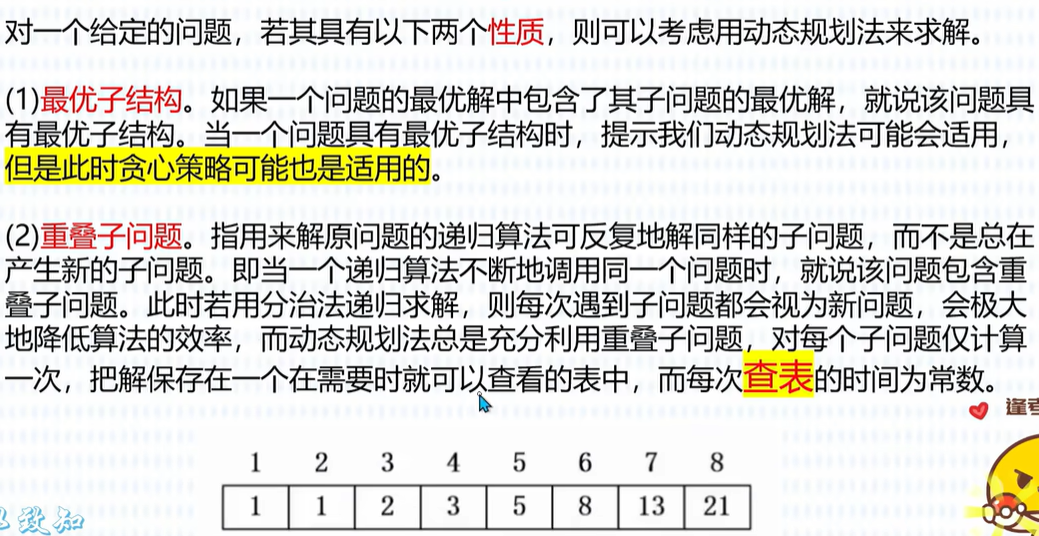 对一个给定的问题，若其具有以下两个性质，则可以考虑用动态规划法来求解。
(1)最优子结构。如果一个问题的最优解中包含了其子问题的最优解，就说该问题具
有最优子结构。当一个问题具有最优子结构时，提示我们动态规划法可能会适用，
但是此时贪心策略可能也是适用的。
(2)重叠子问题。指用来解原问题的递归算法可反复地解同样的子问题，而不是总在
产生新的子问题。即当一个递归算法不断地调用同一个问题时，就说该问题包含重
叠子问题。此时若用分治法递归求解，则每次遇到子问题都会视为新问题，会极大
地降低算法的效率，而动态规划法总是充分利用重叠子问题，对每个子问题仅计算
一次，把解保存在一个在需要时就可以查看的表中，而每次查表的时间为常数。
逢考
1 2 3 4 5 6 7 8
1 1 2 3 5 8 13 21
致知